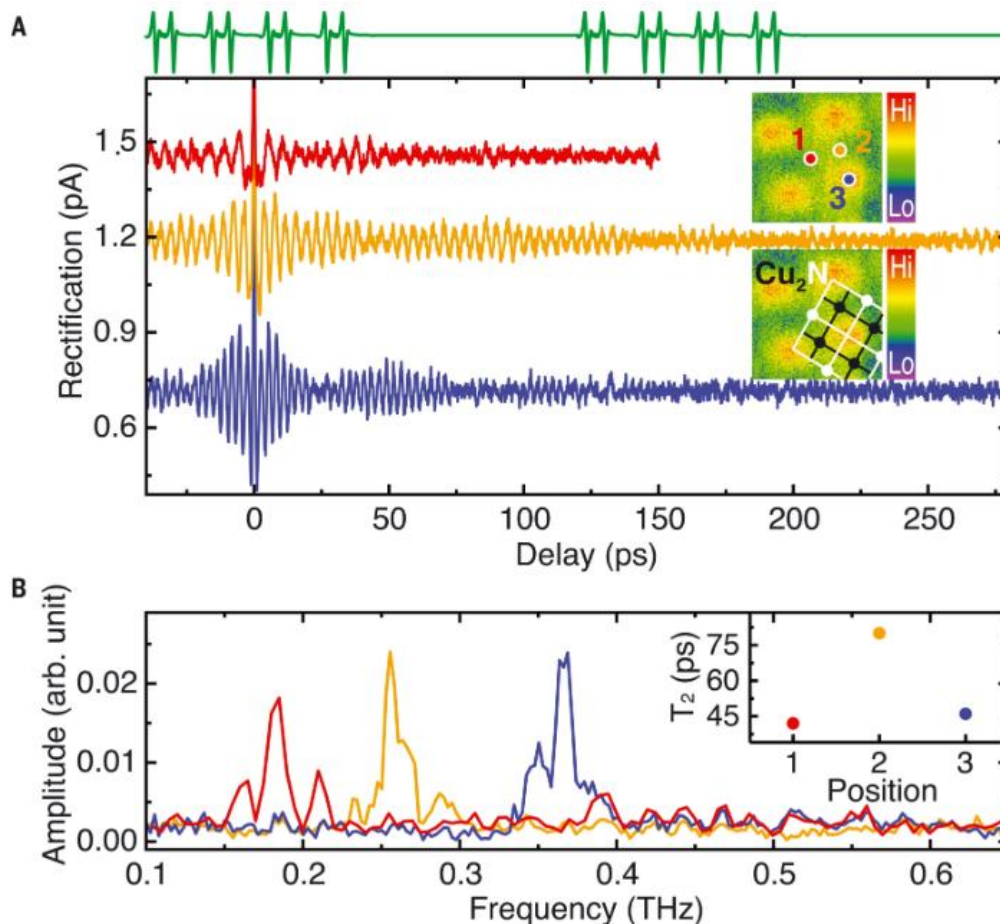 A
Rectification (pA)
1.5
1.2
0.9
0.6
1
2
3
Hi
Lo
Cu2N
Hi
Lo
0 50 100 150 200 250
Delay (ps)
B
Amplitude (arb. unit)
0.02
0.01
0.00
T2 (ps)
75
60
45
1 2 3
Position
0.1 0.2 0.3 0.4 0.5 0.6
Frequency (THz)